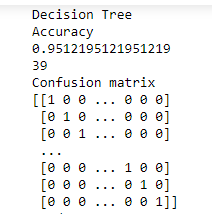 Decision Tree
Accuracy
0.9512195121951219
39
Confusion matrix
[[1 0 0 ... 0 0 0]
[0 1 0 ... 0 0 0]
[0 0 1 ... 0 0 0]
...
[0 0 0 ... 1 0 0]
[0 0 0 ... 0 1 0]
[0 0 0 ... 0 0 1]]